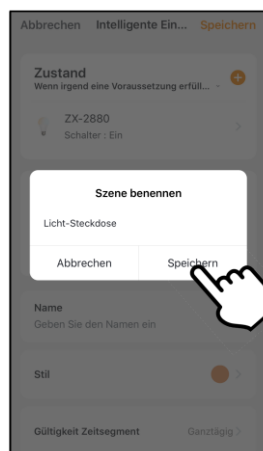 Abbrechen Intelligente Ein... Speichern
Zustand
Wenn irgend eine Voraussetzung erfüll...
ZX-2880
Schalter : Ein
Szene benennen
Licht-Steckdose
Abbrechen Speichern
Name
Geben Sie den Namen ein
Stil
Gültigkeit Zeitsegment Ganztägig